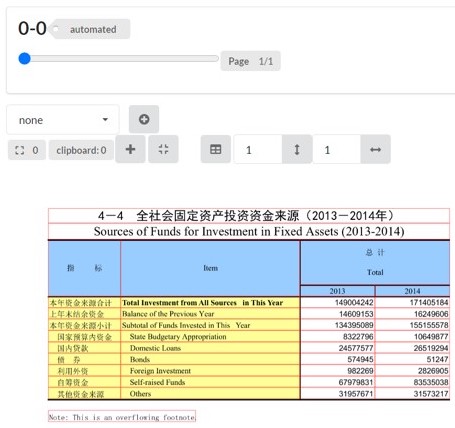 0-0 automated
Page 1/1
none
0 clipboard: 0 1 1
4－4 全社会固定资产投资资金来源（2013－2014年）
Sources of Funds for Investment in Fixed Assets (2013-2014)
指 标 Item 总 计
Total
2013 2014
本年资金来源合计 Total Investment from All Sources in This Year 149004242 171405184
上年末结余资金 Balance of the Previous Year 14609153 16249606
本年资金来源小计 Subtotal of Funds Invested in This Year 134395089 155155578
国家预算内资金 State Budgetary Appropriation 8322796 10649877
国内贷款 Domestic Loans 24577577 26519294
债 券 Bonds 574945 51247
利用外资 Foreign Investment 982269 2826905
自筹资金 Self-raised Funds 67979831 83535038
其他资金来源 Others 31957671 31573217
Note: This is an overflowing footnote